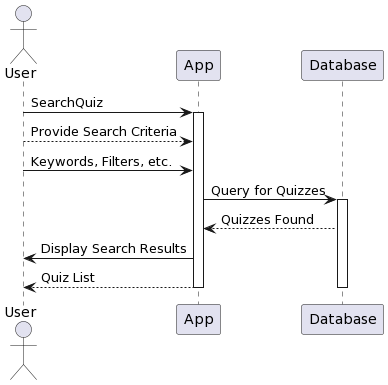 User
App
Database
SearchQuiz
Provide Search Criteria
Keywords, Filters, etc.
Query for Quizzes
Quizzes Found
Display Search Results
Quiz List
User
App
Database